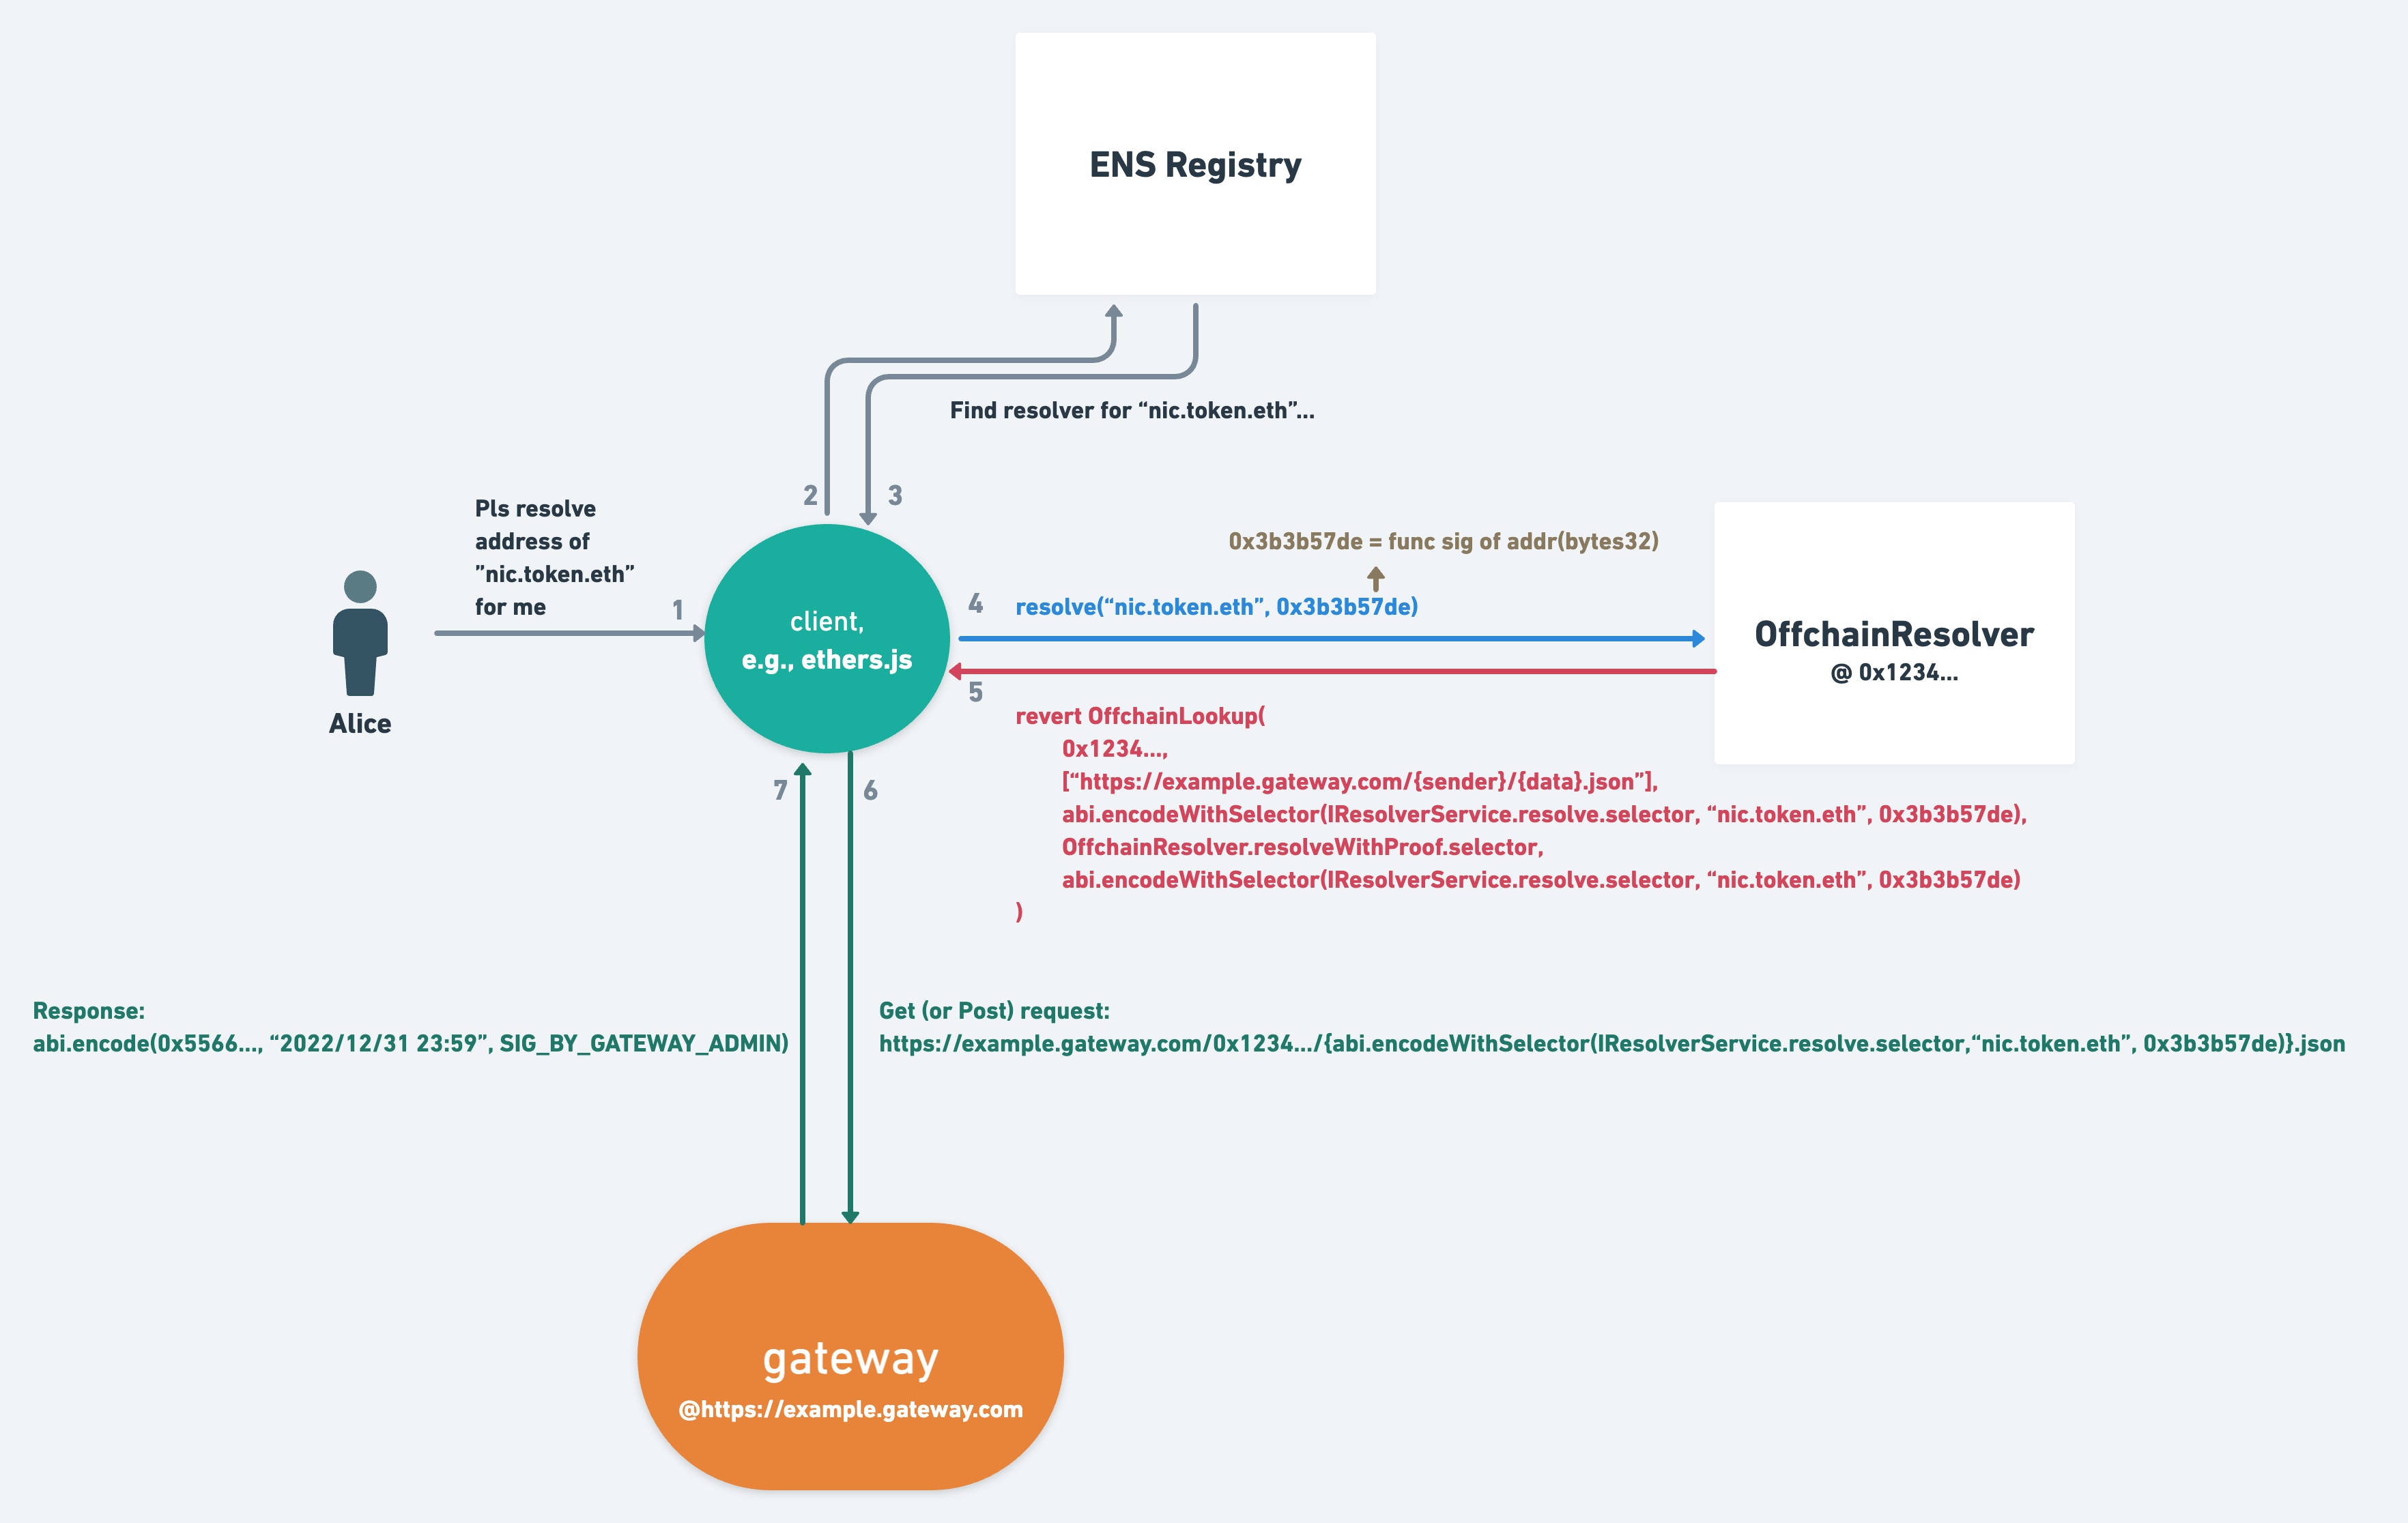 ENS Registry
Find resolver for “nic.token.eth”...
2
3
Pls resolve
address of
”nic.token.eth”
for me
1
Alice
client,
e.g., ethers.js
0x3b3b57de = func sig of addr(bytes32)
4
resolve(“nic.token.eth”, 0x3b3b57de)
OffchainResolver
@ 0x1234...
5
revert OffchainLookup(
0x1234...,
[“https://example.gateway.com/{sender}/{data}.json”],
abi.encodeWithSelector(IResolverService.resolve.selector, “nic.token.eth”, 0x3b3b57de),
OffchainResolver.resolveWithProof.selector,
abi.encodeWithSelector(IResolverService.resolve.selector, “nic.token.eth”, 0x3b3b57de)
)
7
6
Response:
abi.encode(0x5566..., “2022/12/31 23:59”, SIG_BY_GATEWAY_ADMIN)
Get (or Post) request:
https://example.gateway.com/0x1234.../{abi.encodeWithSelector(IResolverService.resolve.selector,“nic.token.eth”, 0x3b3b57de)}.json
gateway
@https://example.gateway.com